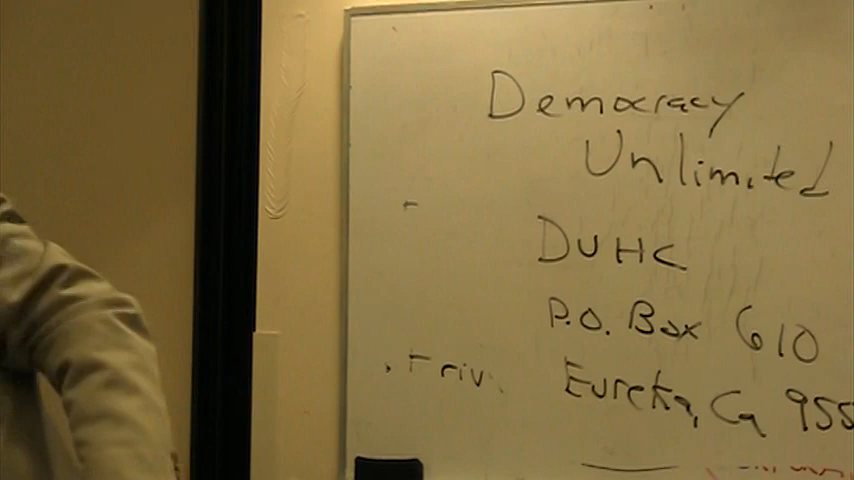 Democracy
Unlimited
DUHC
P.O. Box 610
Eureka, Ca 955